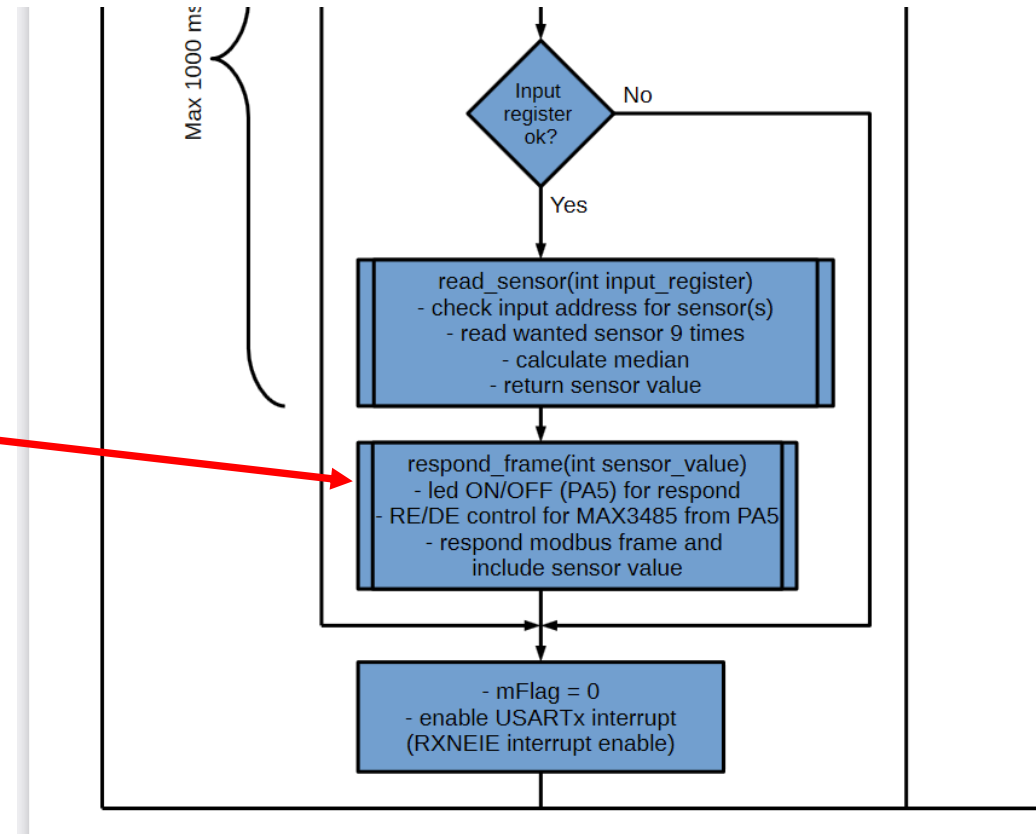 Max 1000 ms
Input
register
ok?
No
Yes
read_sensor(int input_register)
- check input address for sensor(s)
- read wanted sensor 9 times
- calculate median
- return sensor value
respond_frame(int sensor_value)
- led ON/OFF (PA5) for respond
- RE/DE control for MAX3485 from PA5
- respond modbus frame and
include sensor value
- mFlag = 0
- enable USARTx interrupt
(RXNEIE interrupt enable)